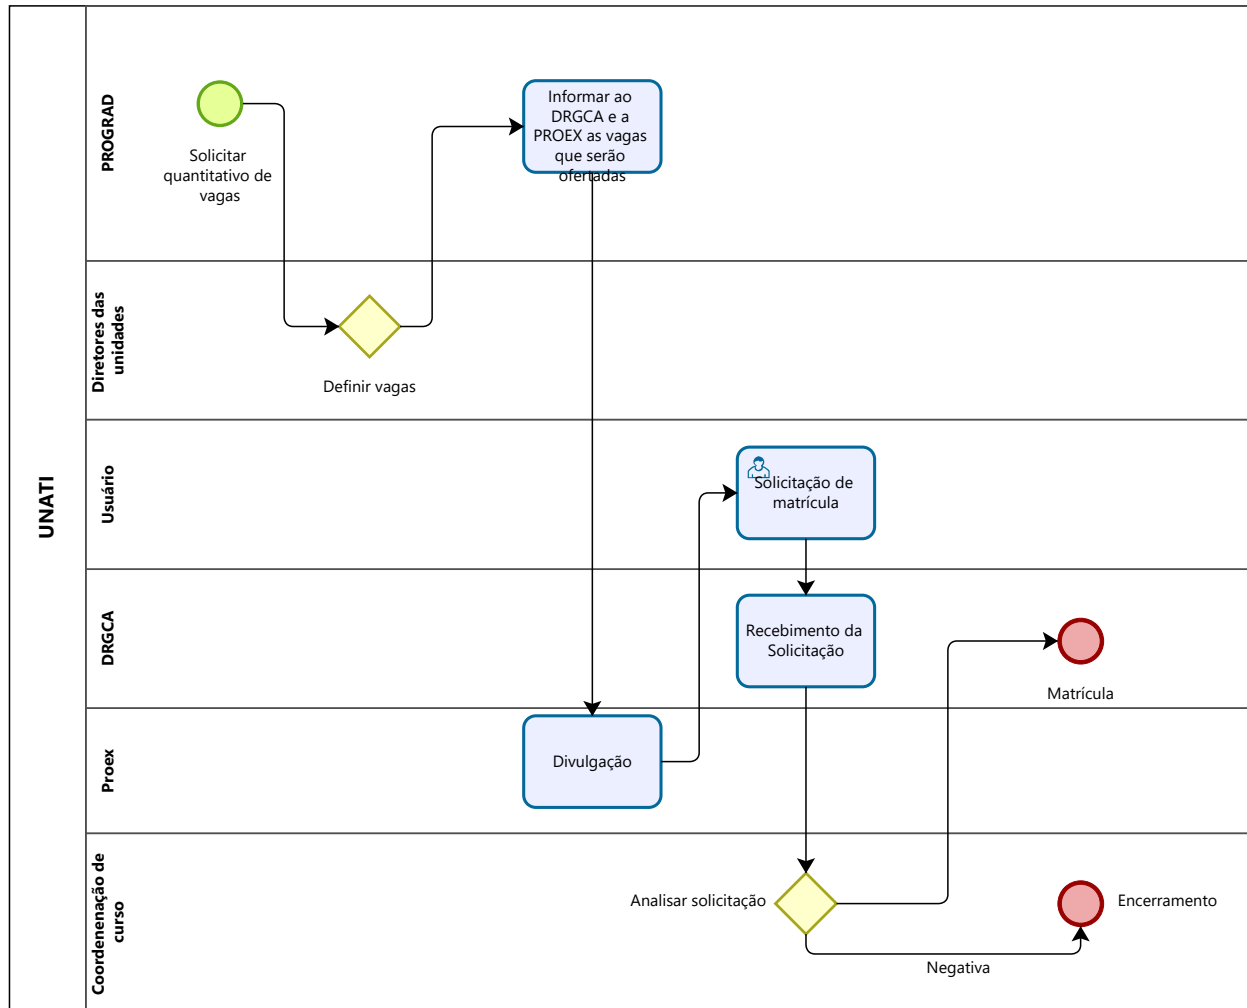 UNATI
PROGRAD
Solicitar
quantitativo de
vagas
Informar ao
DRGCA e a
PROEX as vagas
que serão
ofertadas
Diretores das
unidades
Definir vagas
Usuário
Solicitação de
matrícula
DRGCA
Recebimento da
Solicitação
Matrícula
Proex
Divulgação
Coordenenação de
curso
Analisar solicitação
Encerramento
Negativa